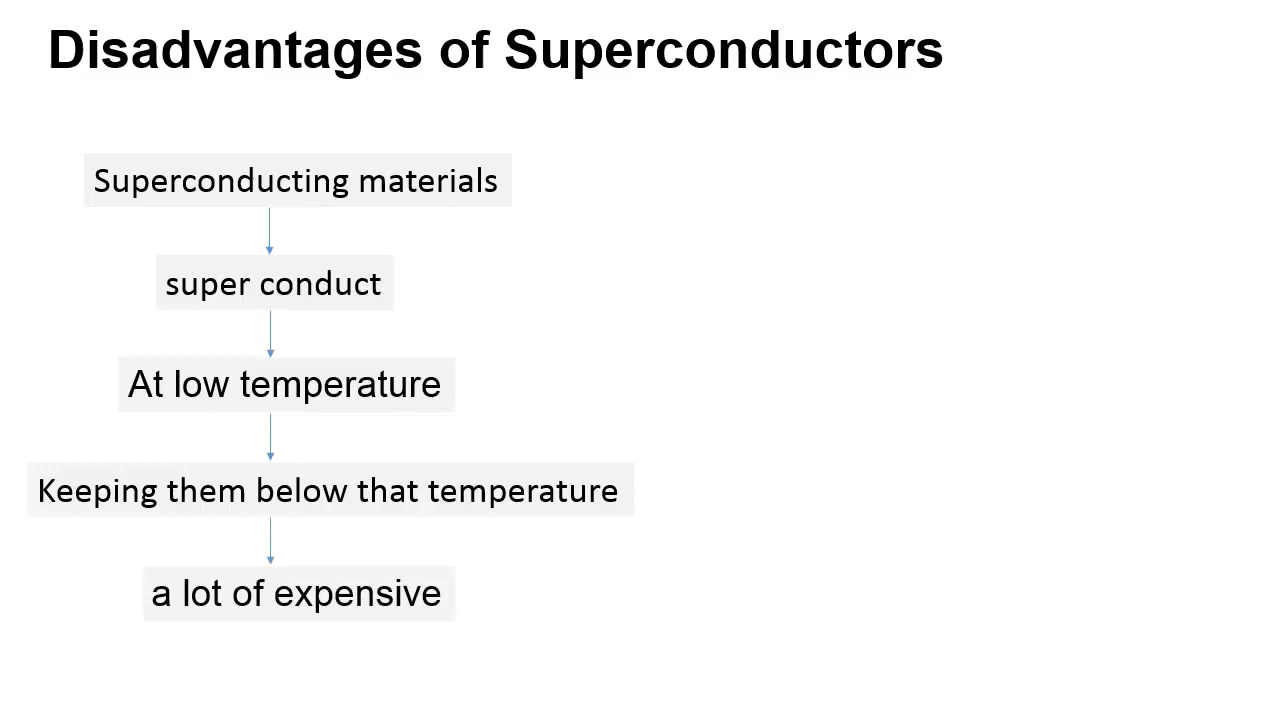 Disadvantages of Superconductors
Superconducting materials
super conduct
At low temperature
Keeping them below that temperature
a lot of expensive